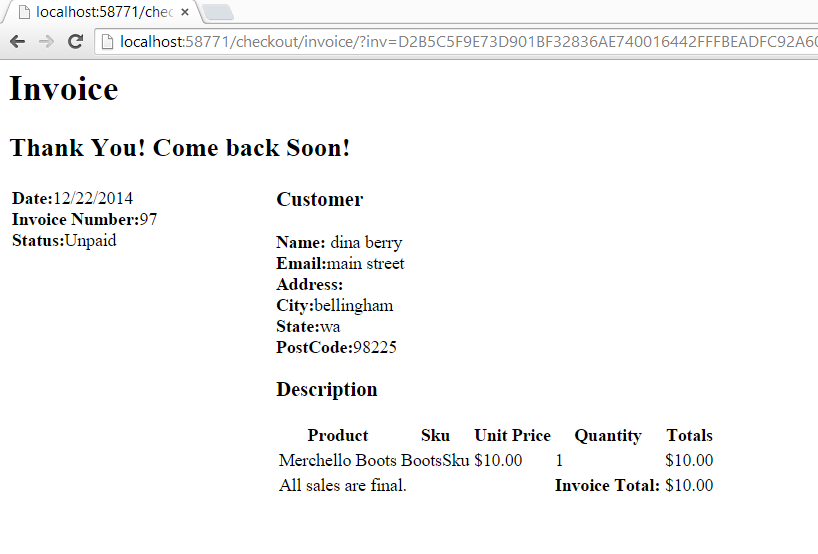 localhost:58771/chec
localhost:58771/checkout/invoice/?inv=D2B5C5F9E73D901BF32836AE740016442FFFBEADFC92A60
Invoice
Thank You! Come back Soon!
Date:12/22/2014
Invoice Number:97
Status:Unpaid
Customer
Name: dina berry
Email:main street
Address:
City:bellingham
State:wa
PostCode:98225
Description
Product Sku Unit Price Quantity Totals
Merchello Boots BootsSku $10.00 1 $10.00
All sales are final. Invoice Total: $10.00